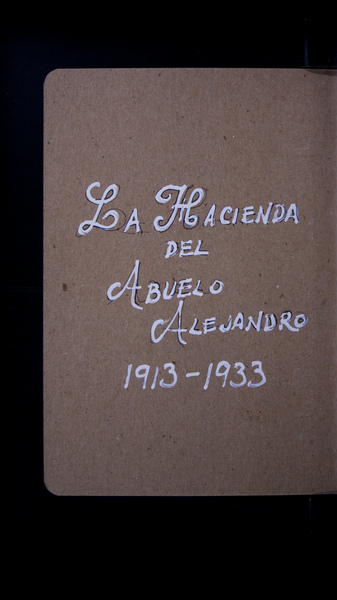 La Hacienda
del
Abuelo
Alejandro
1913-1933